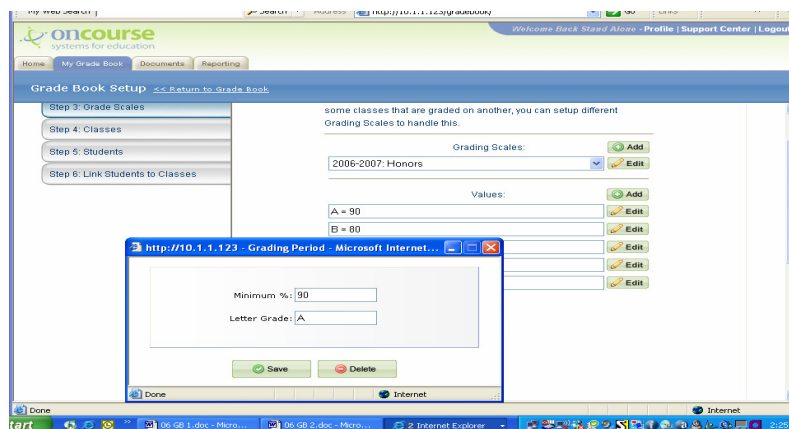 My Web Search Search Address http://10.1.1.123/gradebook/ Go Links
oncourse
systems for education
Welcome Back Stand Alone - Profile | Support Center | Logout
Home My Grade Book Documents Reporting
Grade Book Setup << Return to Grade Book
Step 3: Grade Scales
Step 4: Classes
Step 5: Students
Step 6: Link Students to Classes
some classes that are graded on another, you can setup different
Grading Scales to handle this.
Grading Scales: Add
2006-2007: Honors Edit
Values: Add
A = 90 Edit
B = 80 Edit
Edit
Edit
Edit
http://10.1.1.123 - Grading Period - Microsoft Internet...
Minimum %: 90
Letter Grade: A
Save Delete
Done Internet
Done Internet
tart 06 GB 1.doc - Micro... 06 GB 2.doc - Micro... 2 Internet Explorer 2:25